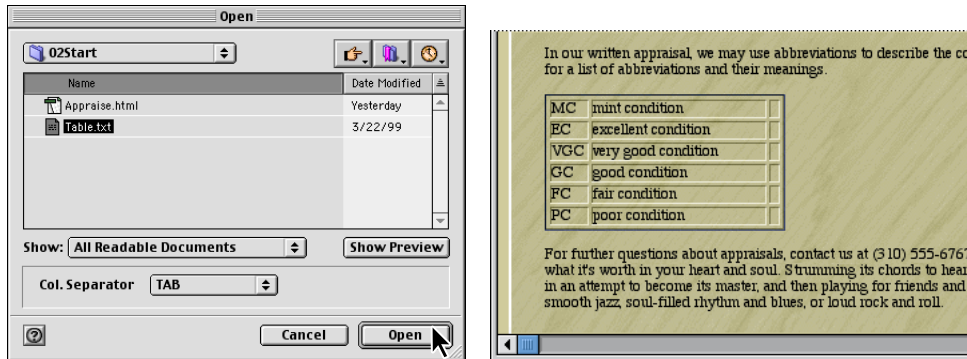 Open
02Start
Name Date Modified
Appraise.html Yesterday
Table.txt 3/22/99
Show: All Readable Documents Show Preview
Col. Separator TAB
? Cancel Open
In our written appraisal, we may use abbreviations to describe the co
for a list of abbreviations and their meanings.
MC mint condition
EC excellent condition
VGC very good condition
GC good condition
FC fair condition
PC poor condition
For further questions about appraisals, contact us at (310) 555-6767
what it's worth in your heart and soul. Strumming its chords to hear
in an attempt to become its master, and then playing for friends and
smooth jazz, soul-filled rhythm and blues, or loud rock and roll.